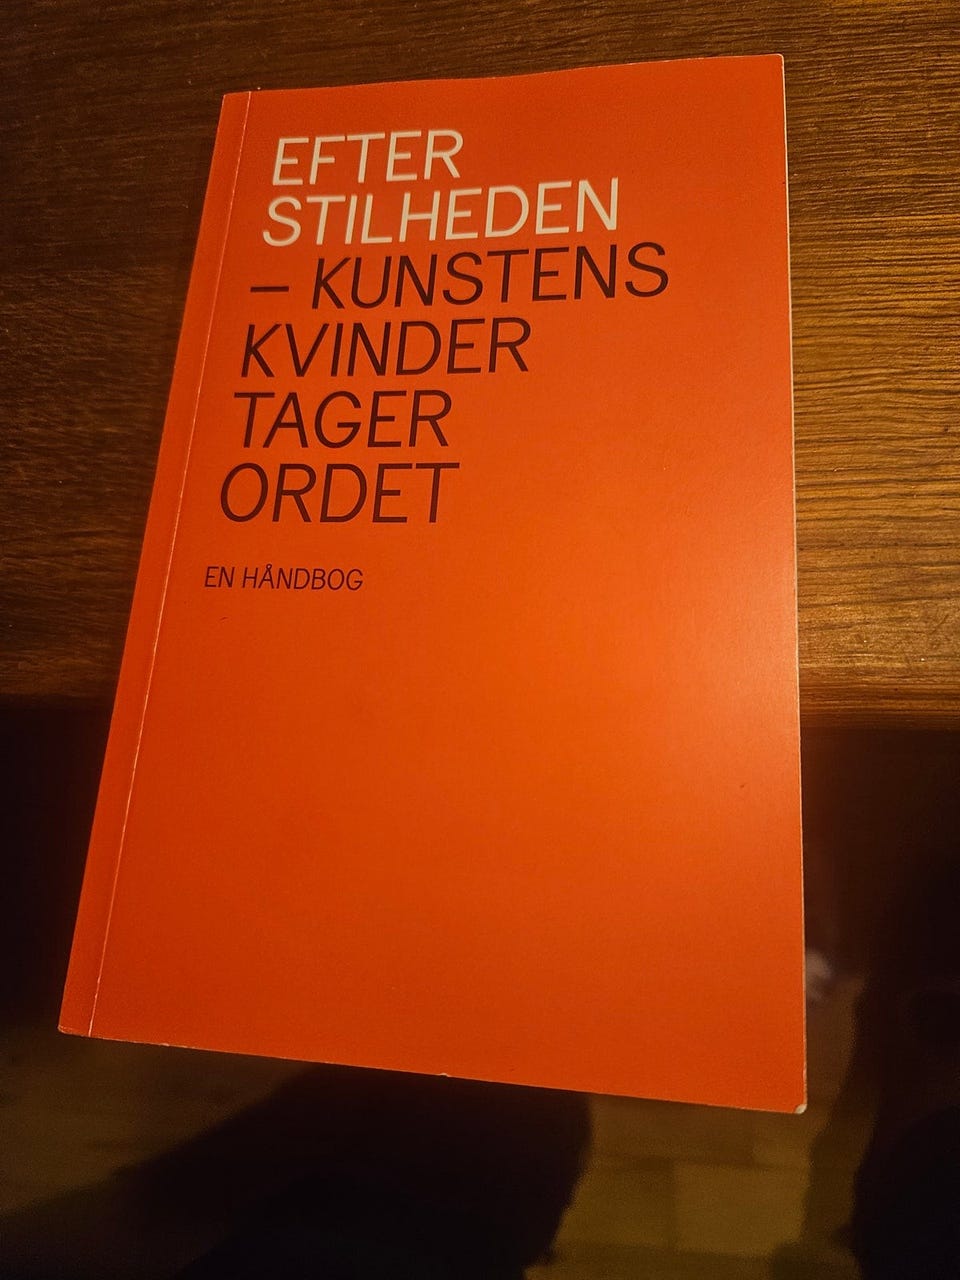 EFTER
STILHEDEN
– KUNSTENS
KVINDER
TAGER
ORDET
EN HÅNDBOG